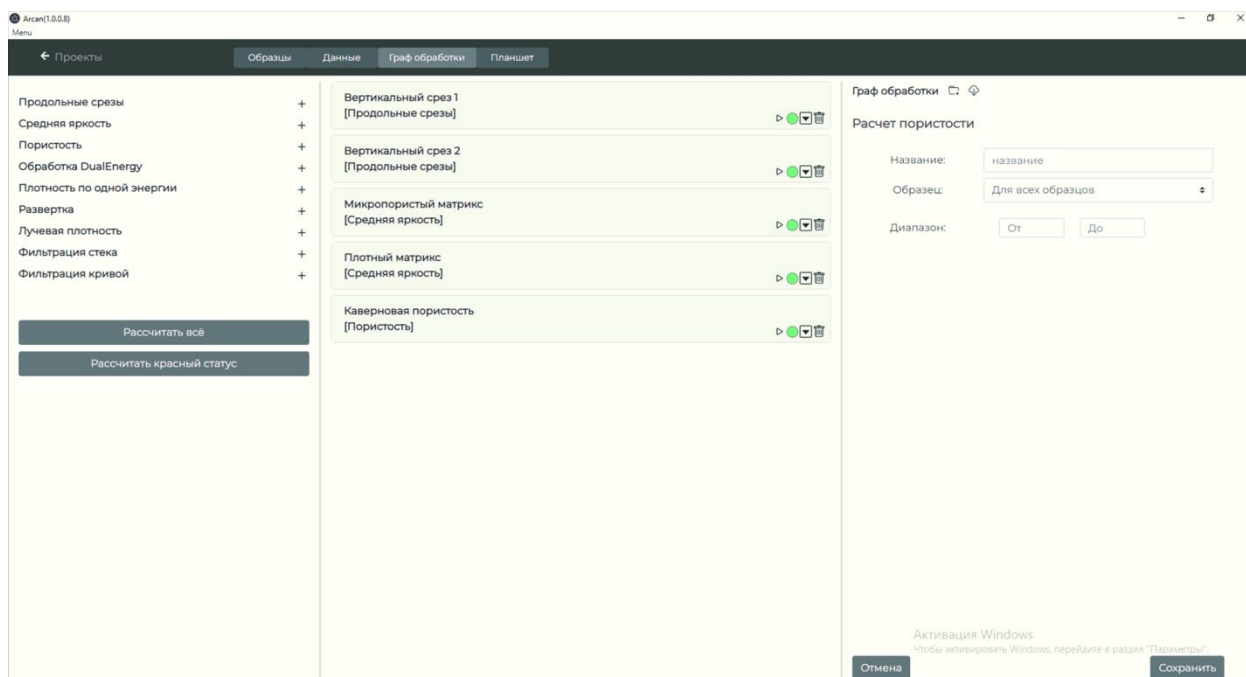 Arcan(1.0.0.8)
Menu
Проекты
Образцы
Данные
Граф обработки
Планшет
Продольные срезы
Средняя яркость
Пористость
Обработка DualEnergy
Плотность по одной энергии
Развертка
Лучевая плотность
Фильтрация стека
Фильтрация кривой
Рассчитать всё
Рассчитать красный статус
Вертикальный срез 1
[Продольные срезы]
Вертикальный срез 2
[Продольные срезы]
Микропористый матрикс
[Средняя яркость]
Плотный матрикс
[Средняя яркость]
Каверновая пористость
[Пористость]
Граф обработки
Расчет пористости
Название: название
Образец: Для всех образцов
Диапазон: От До
Активация Windows
Чтобы активировать Windows, перейдите в раздел "Параметры".
Отмена
Сохранить